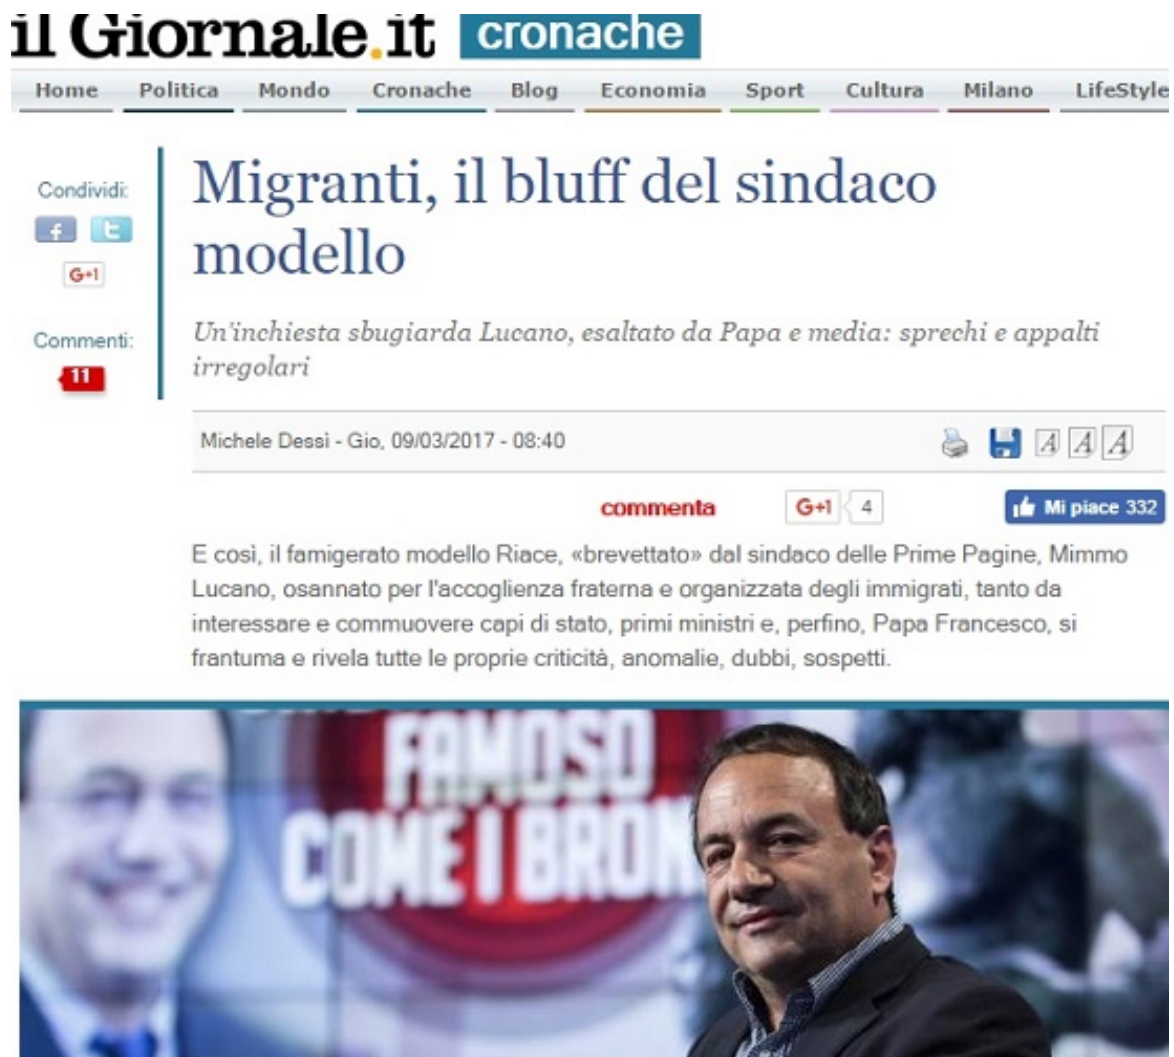 il Giornale.it cronache
Home Politica Mondo Cronache Blog Economia Sport Cultura Milano LifeStyle
Condividi:
f t
G+1
Commenti:
11
Migranti, il bluff del sindaco
modello
Un'inchiesta sbugiarda Lucano, esaltato da Papa e media: sprechi e appalti
irregolari
Michele Dessì - Gio, 09/03/2017 - 08:40
A A A
commenta G+1 4 Mi piace 332
E così, il famigerato modello Riace, «brevettato» dal sindaco delle Prime Pagine, Mimmo
Lucano, osannato per l'accoglienza fraterna e organizzata degli immigrati, tanto da
interessare e commuovere capi di stato, primi ministri e, perfino, Papa Francesco, si
frantuma e rivela tutte le proprie criticità, anomalie, dubbi, sospetti.
FAMOSO
COME I BRON